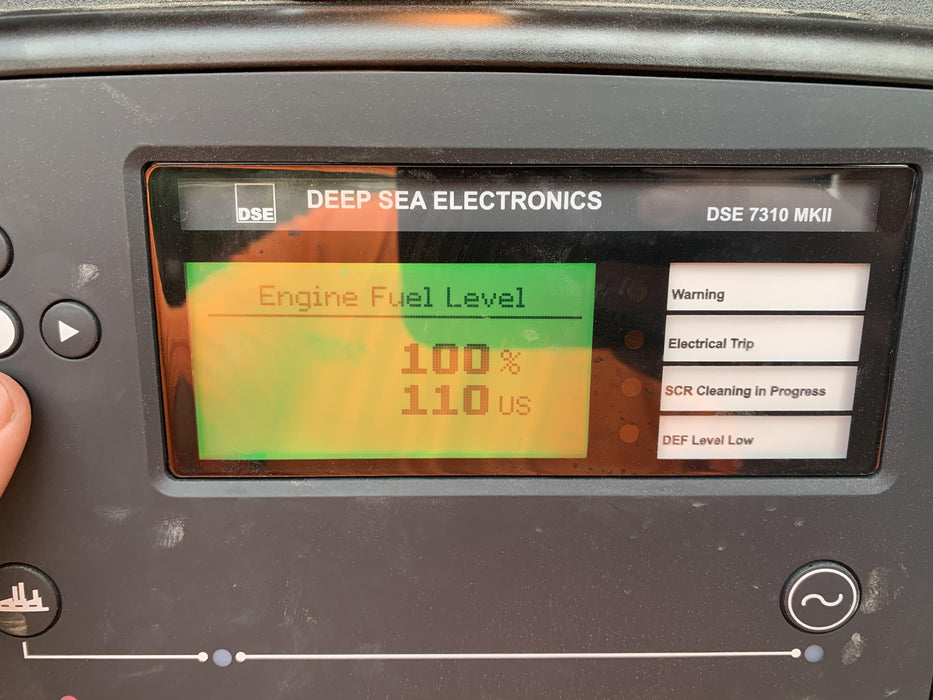 DSE
DEEP SEA ELECTRONICS
DSE 7310 MKII
Engine Fuel Level
100 %
110 US
Warning
Electrical Trip
SCR Cleaning in Progress
DEF Level Low